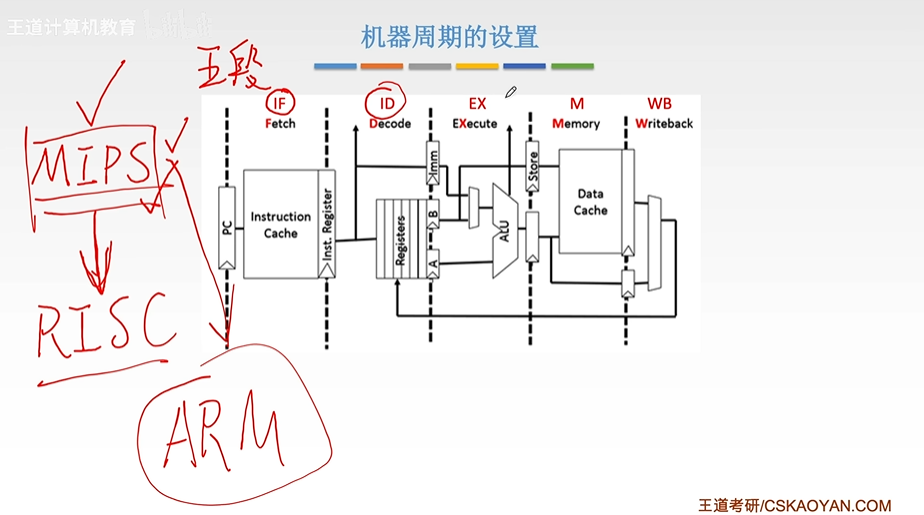 王道计算机教育
机器周期的设置
五段
IF
ID
EX
M
WB
Fetch
Decode
EXecute
Memory
Writeback
MIPS
RISC
ARM
PC
Instruction
Cache
Inst. Register
Registers
Imm
B
A
ALU
Store
Data
Cache
王道考研/CSKAOYAN.COM